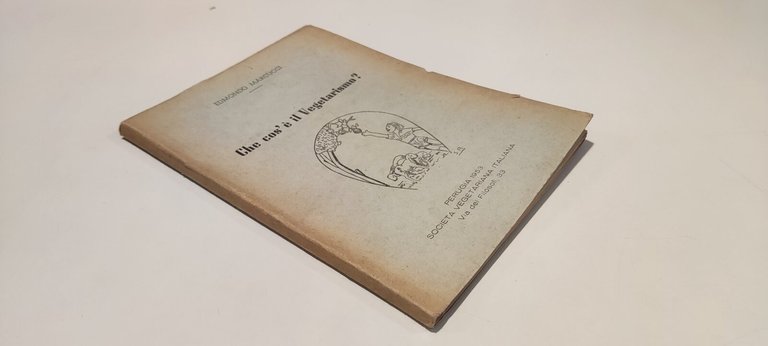 EDMONDO MARCUCCI
Che cos'è il Vegetarismo?
PERUGIA 1953
SOCIETÀ VEGETARIANA ITALIANA
Via dei Filosofi, 33